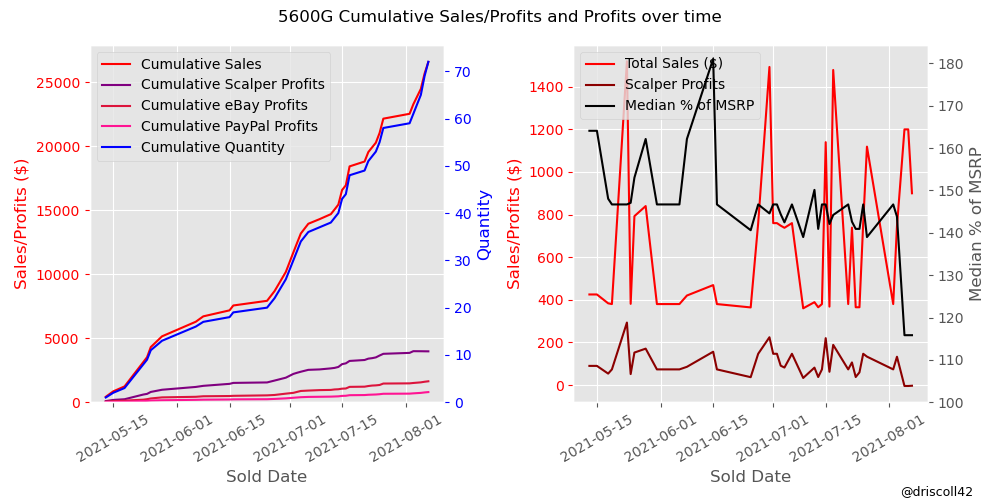 5600G Cumulative Sales/Profits and Profits over time
Cumulative Sales
Cumulative Scalper Profits
Cumulative eBay Profits
Cumulative PayPal Profits
Cumulative Quantity
25000
20000
15000
10000
5000
0
Sales/Profits ($)
70
60
50
40
30
20
10
0
Quantity
2021-05-15
2021-06-01
2021-06-15
2021-07-01
2021-07-15
2021-08-01
Sold Date
Total Sales ($)
Scalper Profits
Median % of MSRP
1400
1200
1000
800
600
400
200
0
Sales/Profits ($)
180
170
160
150
140
130
120
110
100
Median % of MSRP
2021-05-15
2021-06-01
2021-06-15
2021-07-01
2021-07-15
2021-08-01
Sold Date
@driscoll42